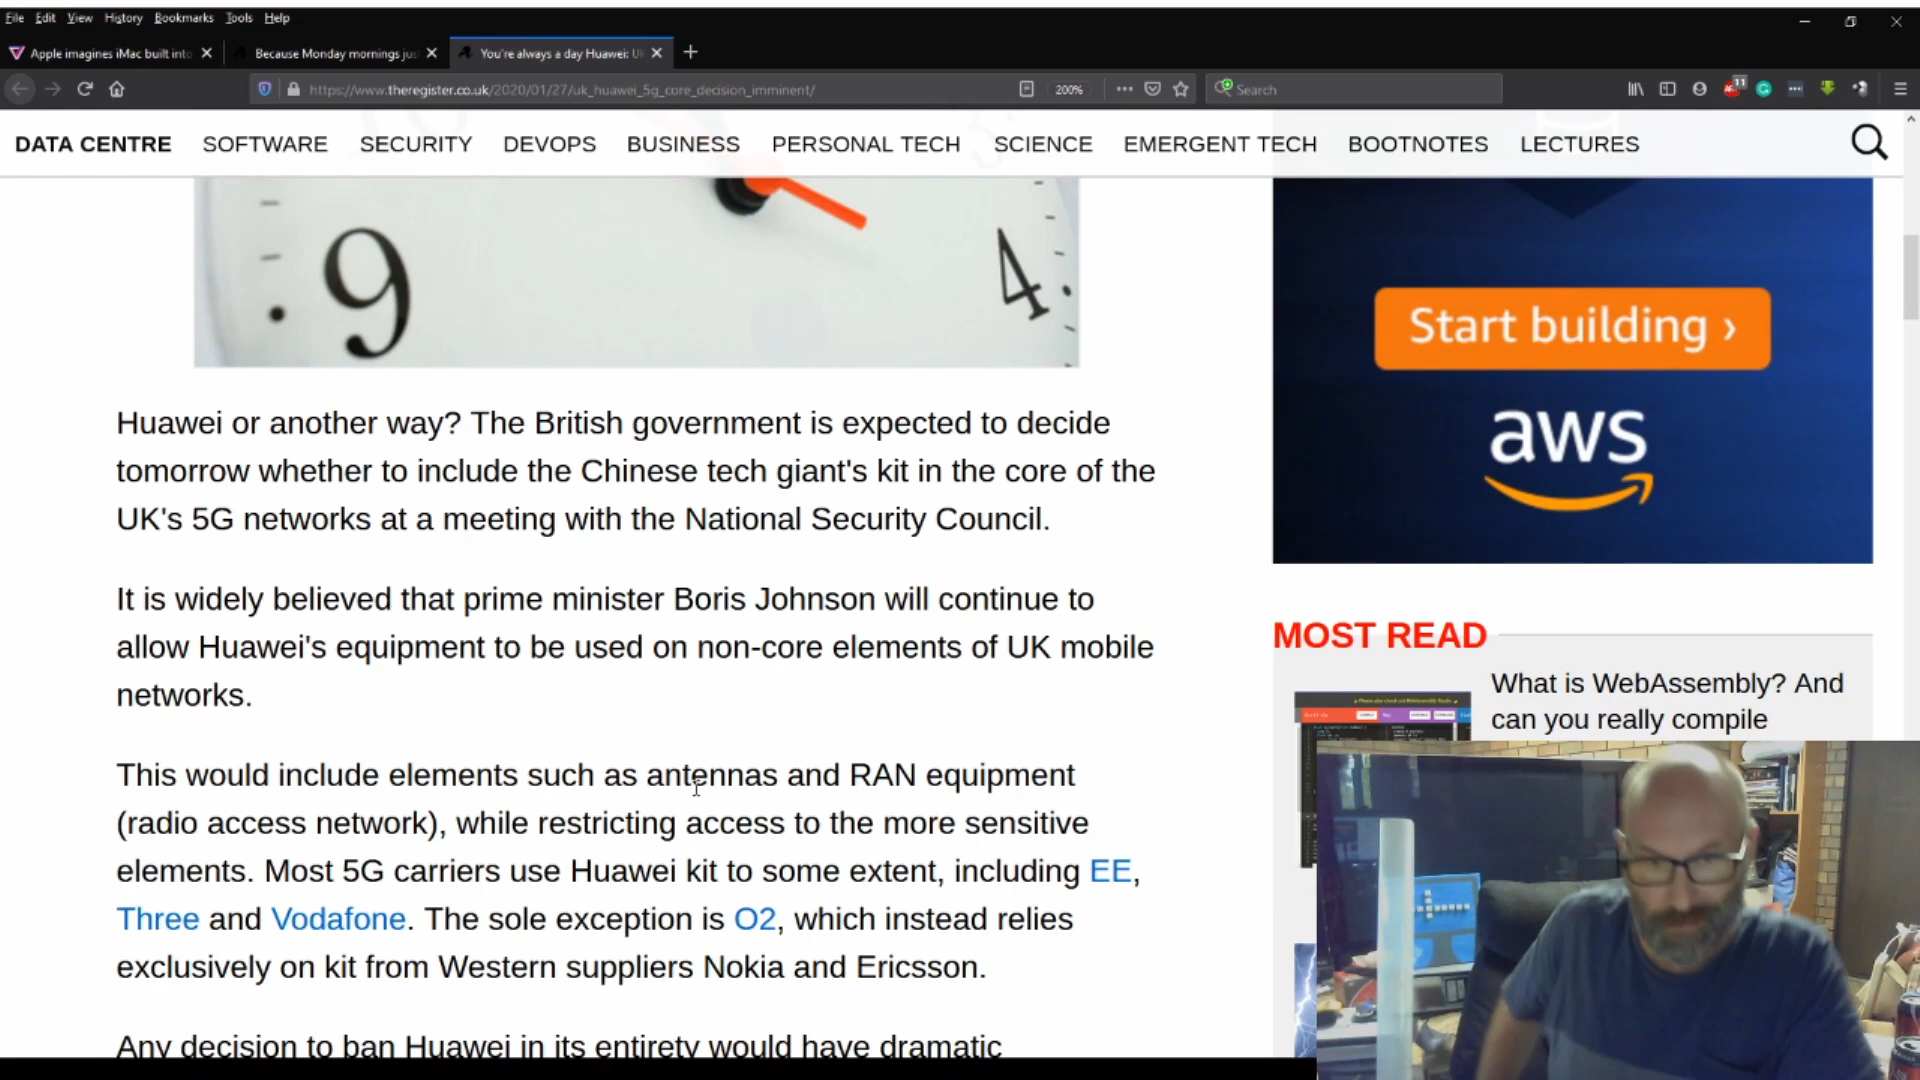 File Edit View History Bookmarks Tools Help
Apple imagines iMac built into
Because Monday mornings jus
You're always a day Huawei: U
https://www.theregister.co.uk/2020/01/27/uk_huawei_5g_core_decision_imminent/
200%
Search
11
DATA CENTRE SOFTWARE SECURITY DEVOPS BUSINESS PERSONAL TECH SCIENCE EMERGENT TECH BOOTNOTES LECTURES
9
4
Start building ›
aws
Huawei or another way? The British government is expected to decide
tomorrow whether to include the Chinese tech giant's kit in the core of the
UK's 5G networks at a meeting with the National Security Council.
It is widely believed that prime minister Boris Johnson will continue to
allow Huawei's equipment to be used on non-core elements of UK mobile
networks.
This would include elements such as antennas and RAN equipment
(radio access network), while restricting access to the more sensitive
elements. Most 5G carriers use Huawei kit to some extent, including EE,
Three and Vodafone. The sole exception is O2, which instead relies
exclusively on kit from Western suppliers Nokia and Ericsson.
Any decision to ban Huawei in its entirety would have dramatic
MOST READ
What is WebAssembly? And
can you really compile